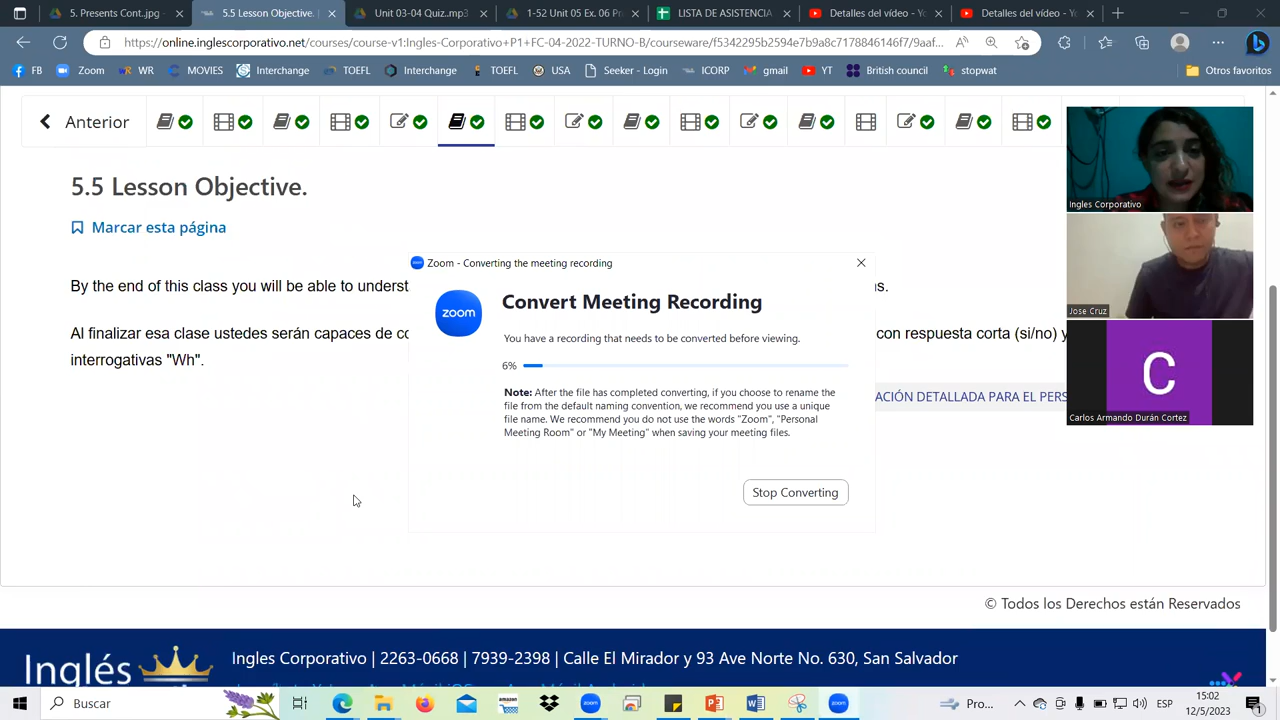 5. Presents Cont..jpg -
5.5 Lesson Objective.
Unit 03-04 Quiz..mp3
1-52 Unit 05 Ex. 06 P
LISTA DE ASISTENCIA
Detalles del vídeo - Yo
Detalles del vídeo - Yo
https://online.inglescorporativo.net/courses/course-v1:Ingles-Corporativo+P1+FC-04-2022-TURNO-B/courseware/f5342295b2594e7b9a8c7178846146f7/9aaf...
FB
Zoom
WR
MOVIES
Interchange
TOEFL
Interchange
TOEFL
USA
Seeker - Login
ICORP
gmail
YT
British council
stopwat
Otros favoritos
Anterior
5.5 Lesson Objective.
Marcar esta página
By the end of this class you will be able to underst
s.
Al finalizar esa clase ustedes serán capaces de co
con respuesta corta (si/no) y
interrogativas "Wh".
ACIÓN DETALLADA PARA EL PERS
Zoom - Converting the meeting recording
zoom
Convert Meeting Recording
You have a recording that needs to be converted before viewing.
6%
Note: After the file has completed converting, if you choose to rename the
file from the default naming convention, we recommend you use a unique
file name. We recommend you do not use the words "Zoom", "Personal
Meeting Room" or "My Meeting" when saving your meeting files.
Stop Converting
Ingles Corporativo
Jose Cruz
C
Carlos Armando Durán Cortez
© Todos los Derechos están Reservados
Inglés
Ingles Corporativo | 2263-0668 | 7939-2398 | Calle El Mirador y 93 Ave Norte No. 630, San Salvador
Buscar
Pro...
ESP
15:02
12/5/2023